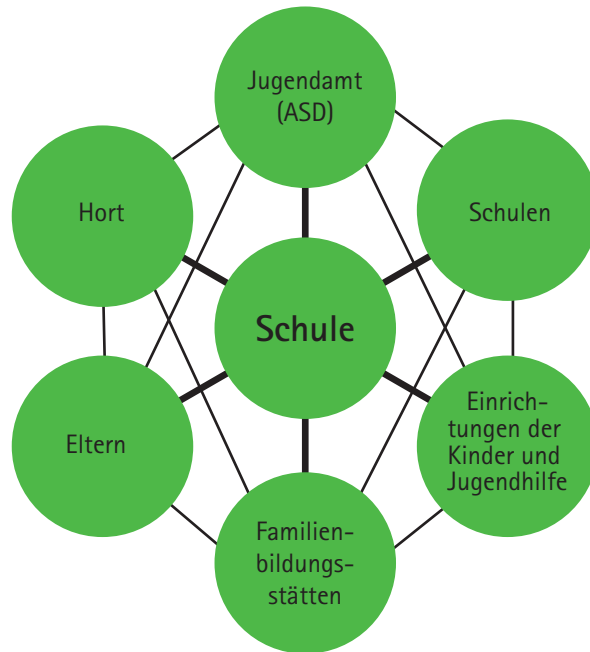 Jugendamt
(ASD)
Hort
Schulen
Schule
Eltern
Einrich-
tungen der
Kinder und
Jugendhilfe
Familien-
bildungs-
stätten